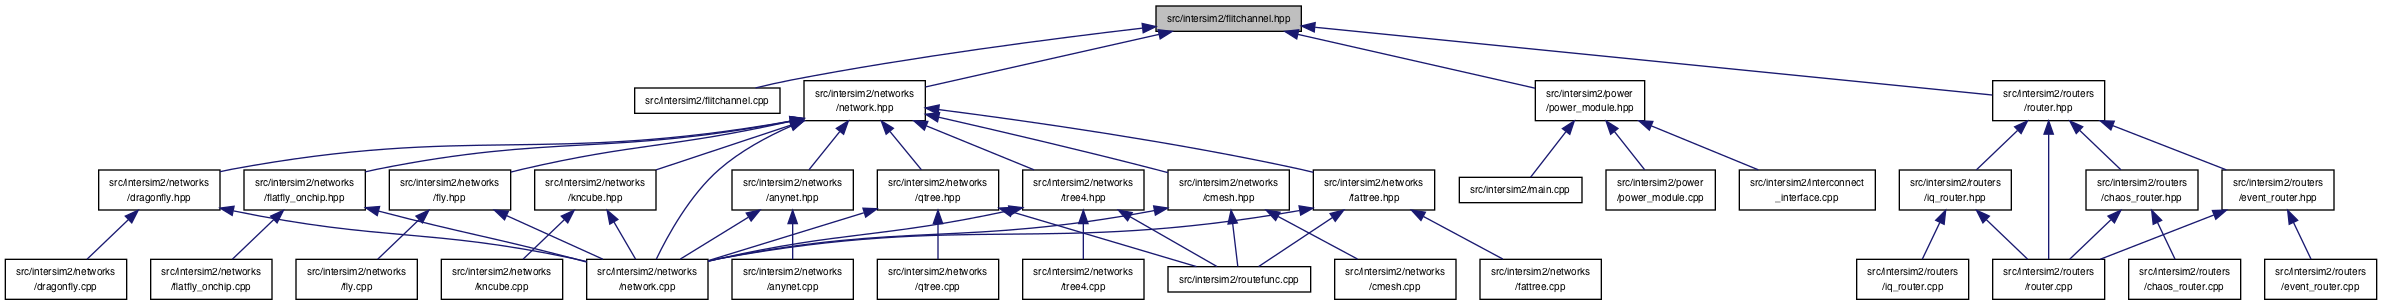 src/intersim2/flitchannel.hpp
src/intersim2/flitchannel.cpp
src/intersim2/networks
/network.hpp
src/intersim2/power
/power_module.hpp
src/intersim2/routers
/router.hpp
src/intersim2/networks
/dragonfly.hpp
src/intersim2/networks
/flatfly_onchip.hpp
src/intersim2/networks
/fly.hpp
src/intersim2/networks
/kncube.hpp
src/intersim2/networks
/anynet.hpp
src/intersim2/networks
/qtree.hpp
src/intersim2/networks
/tree4.hpp
src/intersim2/networks
/cmesh.hpp
src/intersim2/networks
/fattree.hpp
src/intersim2/main.cpp
src/intersim2/power
/power_module.cpp
src/intersim2/interconnect
_interface.cpp
src/intersim2/routers
/iq_router.hpp
src/intersim2/routers
/chaos_router.hpp
src/intersim2/routers
/event_router.hpp
src/intersim2/networks
/dragonfly.cpp
src/intersim2/networks
/flatfly_onchip.cpp
src/intersim2/networks
/fly.cpp
src/intersim2/networks
/kncube.cpp
src/intersim2/networks
/network.cpp
src/intersim2/networks
/anynet.cpp
src/intersim2/networks
/qtree.cpp
src/intersim2/networks
/tree4.cpp
src/intersim2/routefunc.cpp
src/intersim2/networks
/cmesh.cpp
src/intersim2/networks
/fattree.cpp
src/intersim2/routers
/iq_router.cpp
src/intersim2/routers
/router.cpp
src/intersim2/routers
/chaos_router.cpp
src/intersim2/routers
/event_router.cpp